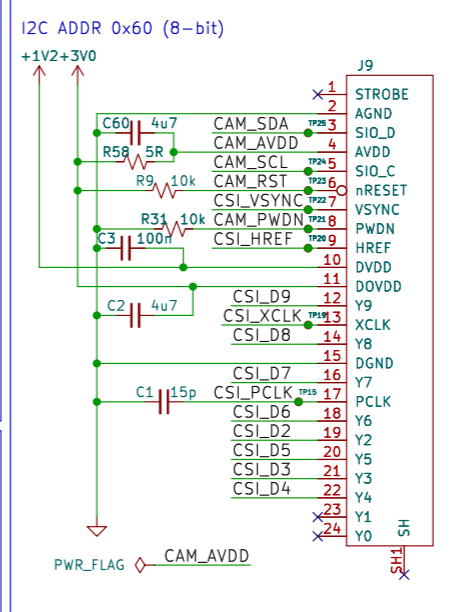 I2C ADDR 0x60 (8-bit)
+1V2 +3V0
J9
1 STROBE
2 AGND
C60 4u7
CAM_SDA TP25 3 SIO_D
CAM_AVDD 4 AVDD
R58 5R
CAM_SCL TP24 5 SIO_C
R9 10k CAM_RST TP23 6 nRESET
CSI_VSYNC TP22 7 VSYNC
R31 10k CAM_PWDN TP21 8 PWDN
C3 100n CSI_HREF TP20 9 HREF
10 DVDD
11 DOVDD
CSI_D9 12 Y9
C2 4u7 CSI_XCLK TP19 13 XCLK
CSI_D8 14 Y8
15 DGND
CSI_D7 16 Y7
C1 15p CSI_PCLK TP15 17 PCLK
CSI_D6 18 Y6
CSI_D2 19 Y2
CSI_D5 20 Y5
CSI_D3 21 Y3
CSI_D4 22 Y4
23 Y1
24 Y0
SH
SH1
PWR_FLAG CAM_AVDD